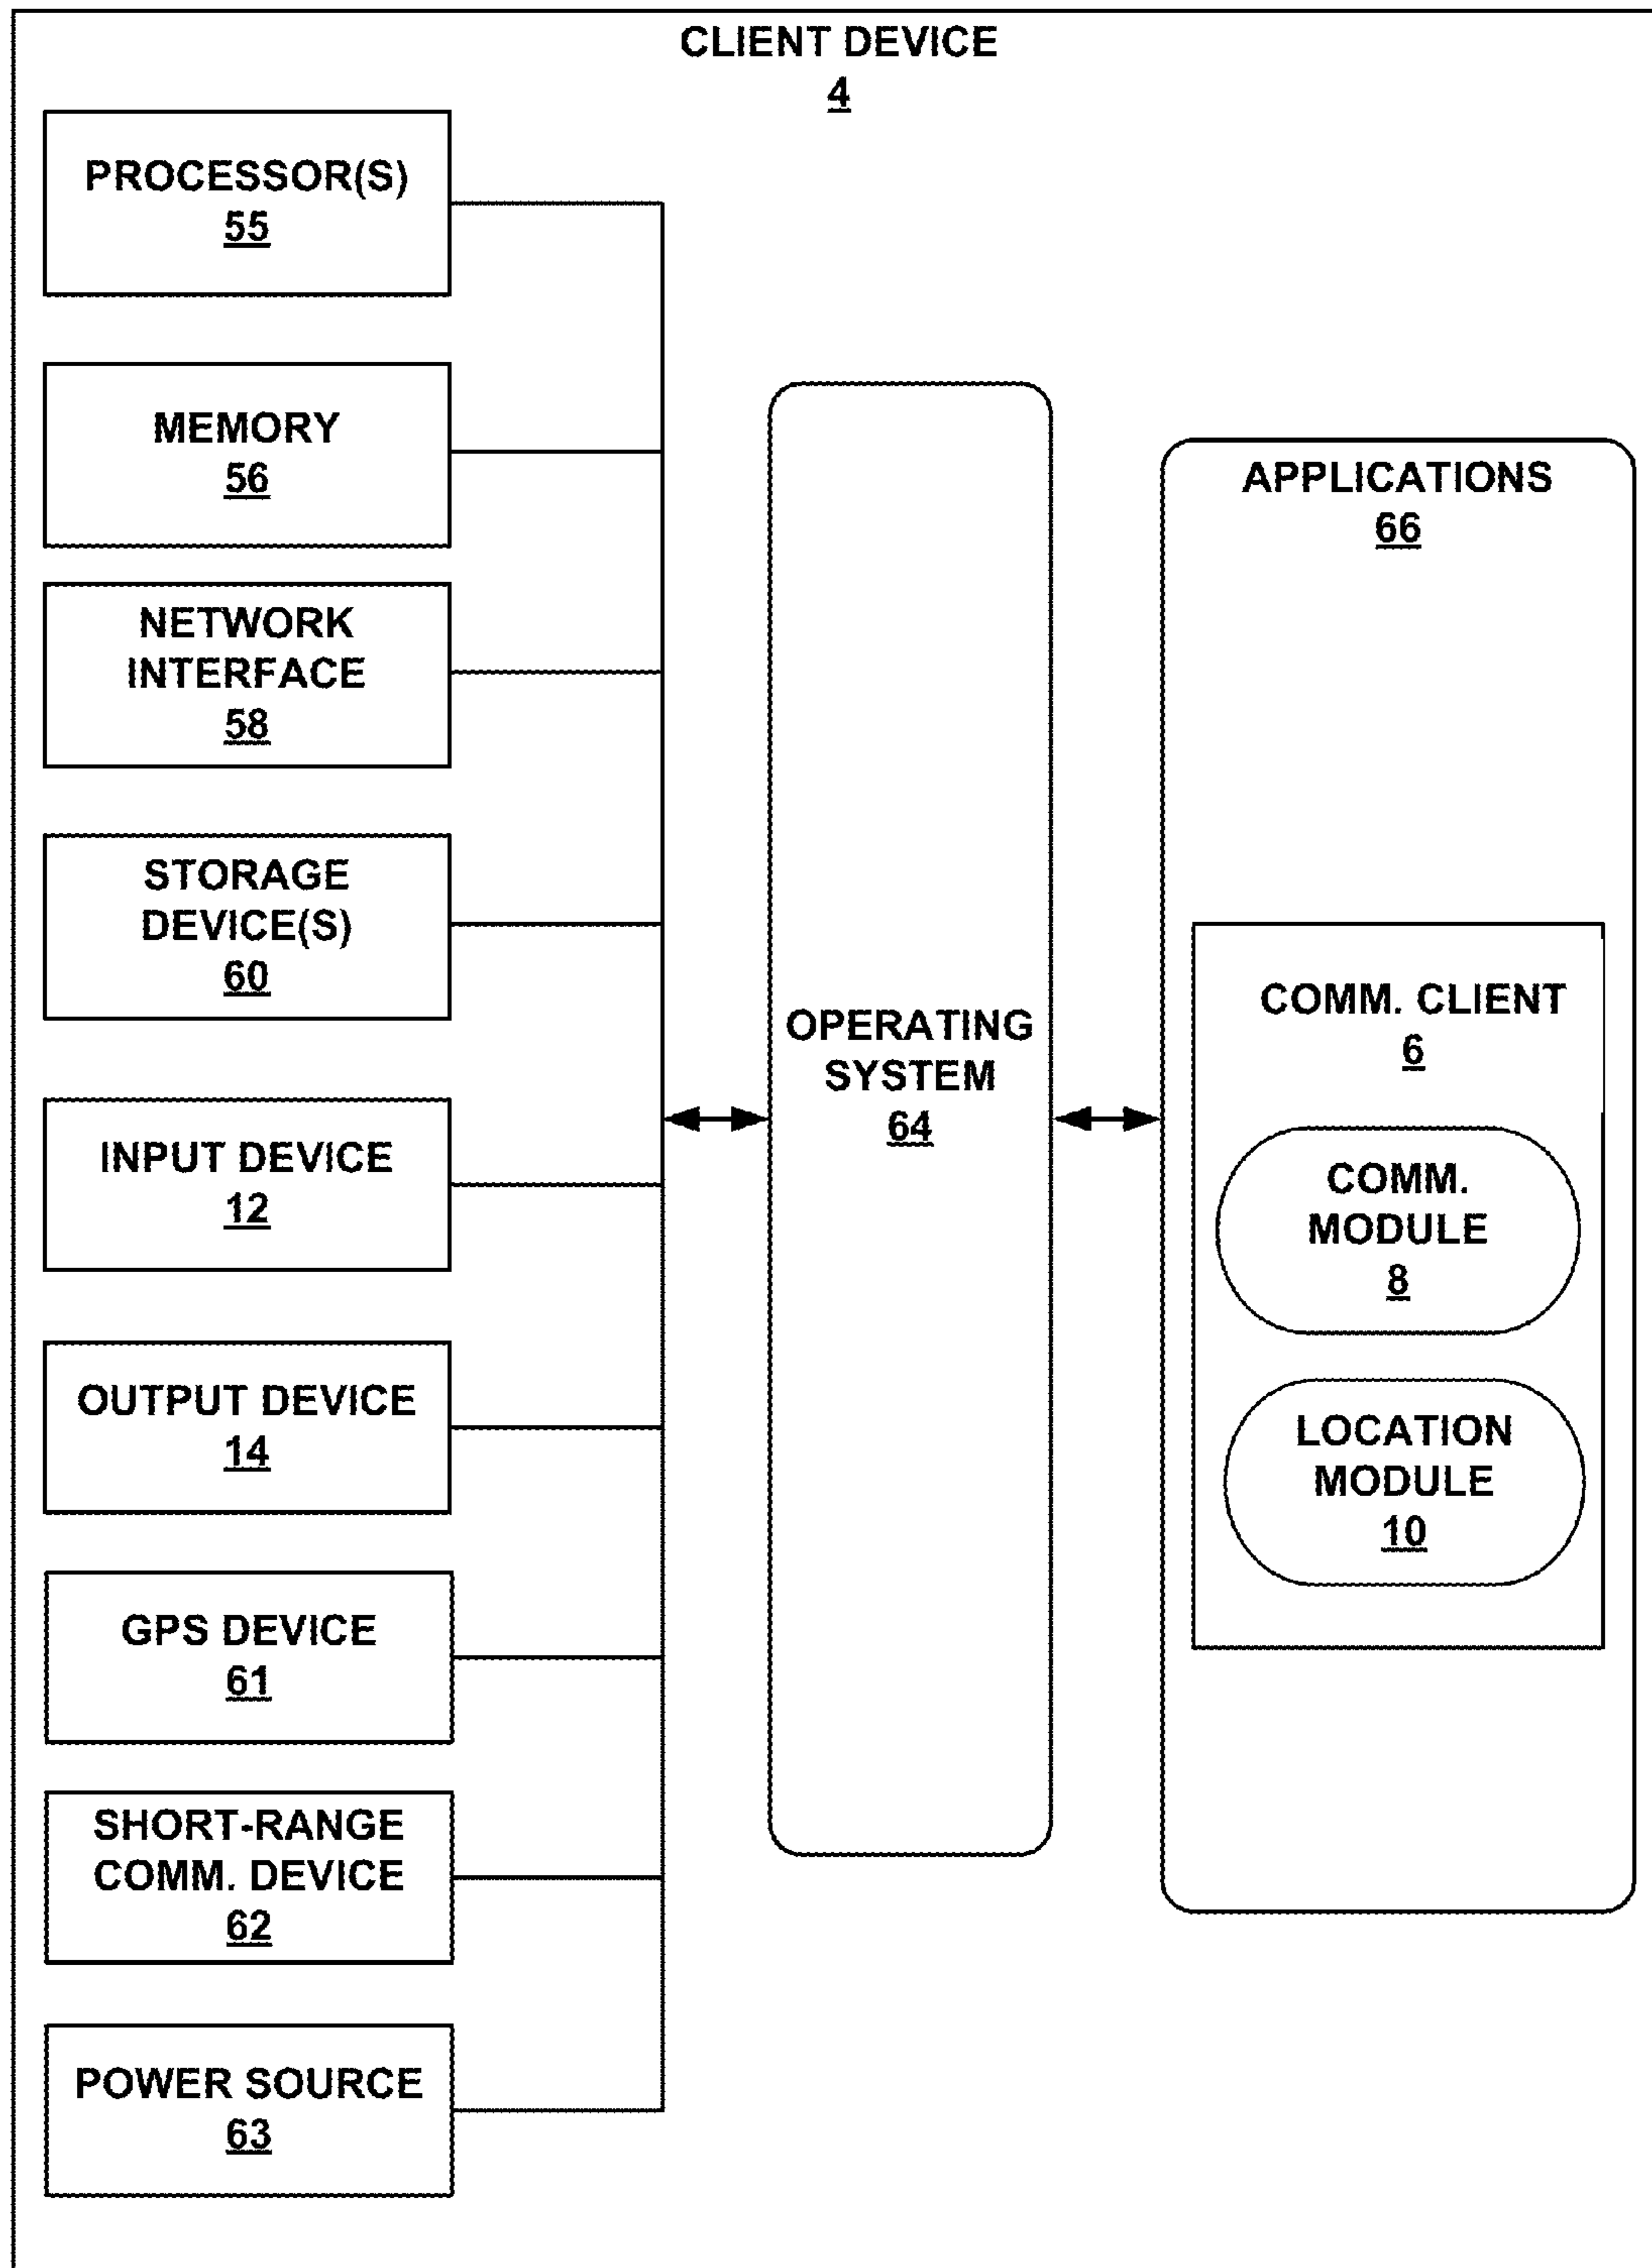 CLIENT DEVICE
4
PROCESSOR(S)
55
MEMORY
56
NETWORK
INTERFACE
58
STORAGE
DEVICE(S)
60
INPUT DEVICE
12
OUTPUT DEVICE
14
GPS DEVICE
61
SHORT-RANGE
COMM. DEVICE
62
POWER SOURCE
63
OPERATING
SYSTEM
64
APPLICATIONS
66
COMM. CLIENT
6
COMM.
MODULE
8
LOCATION
MODULE
10